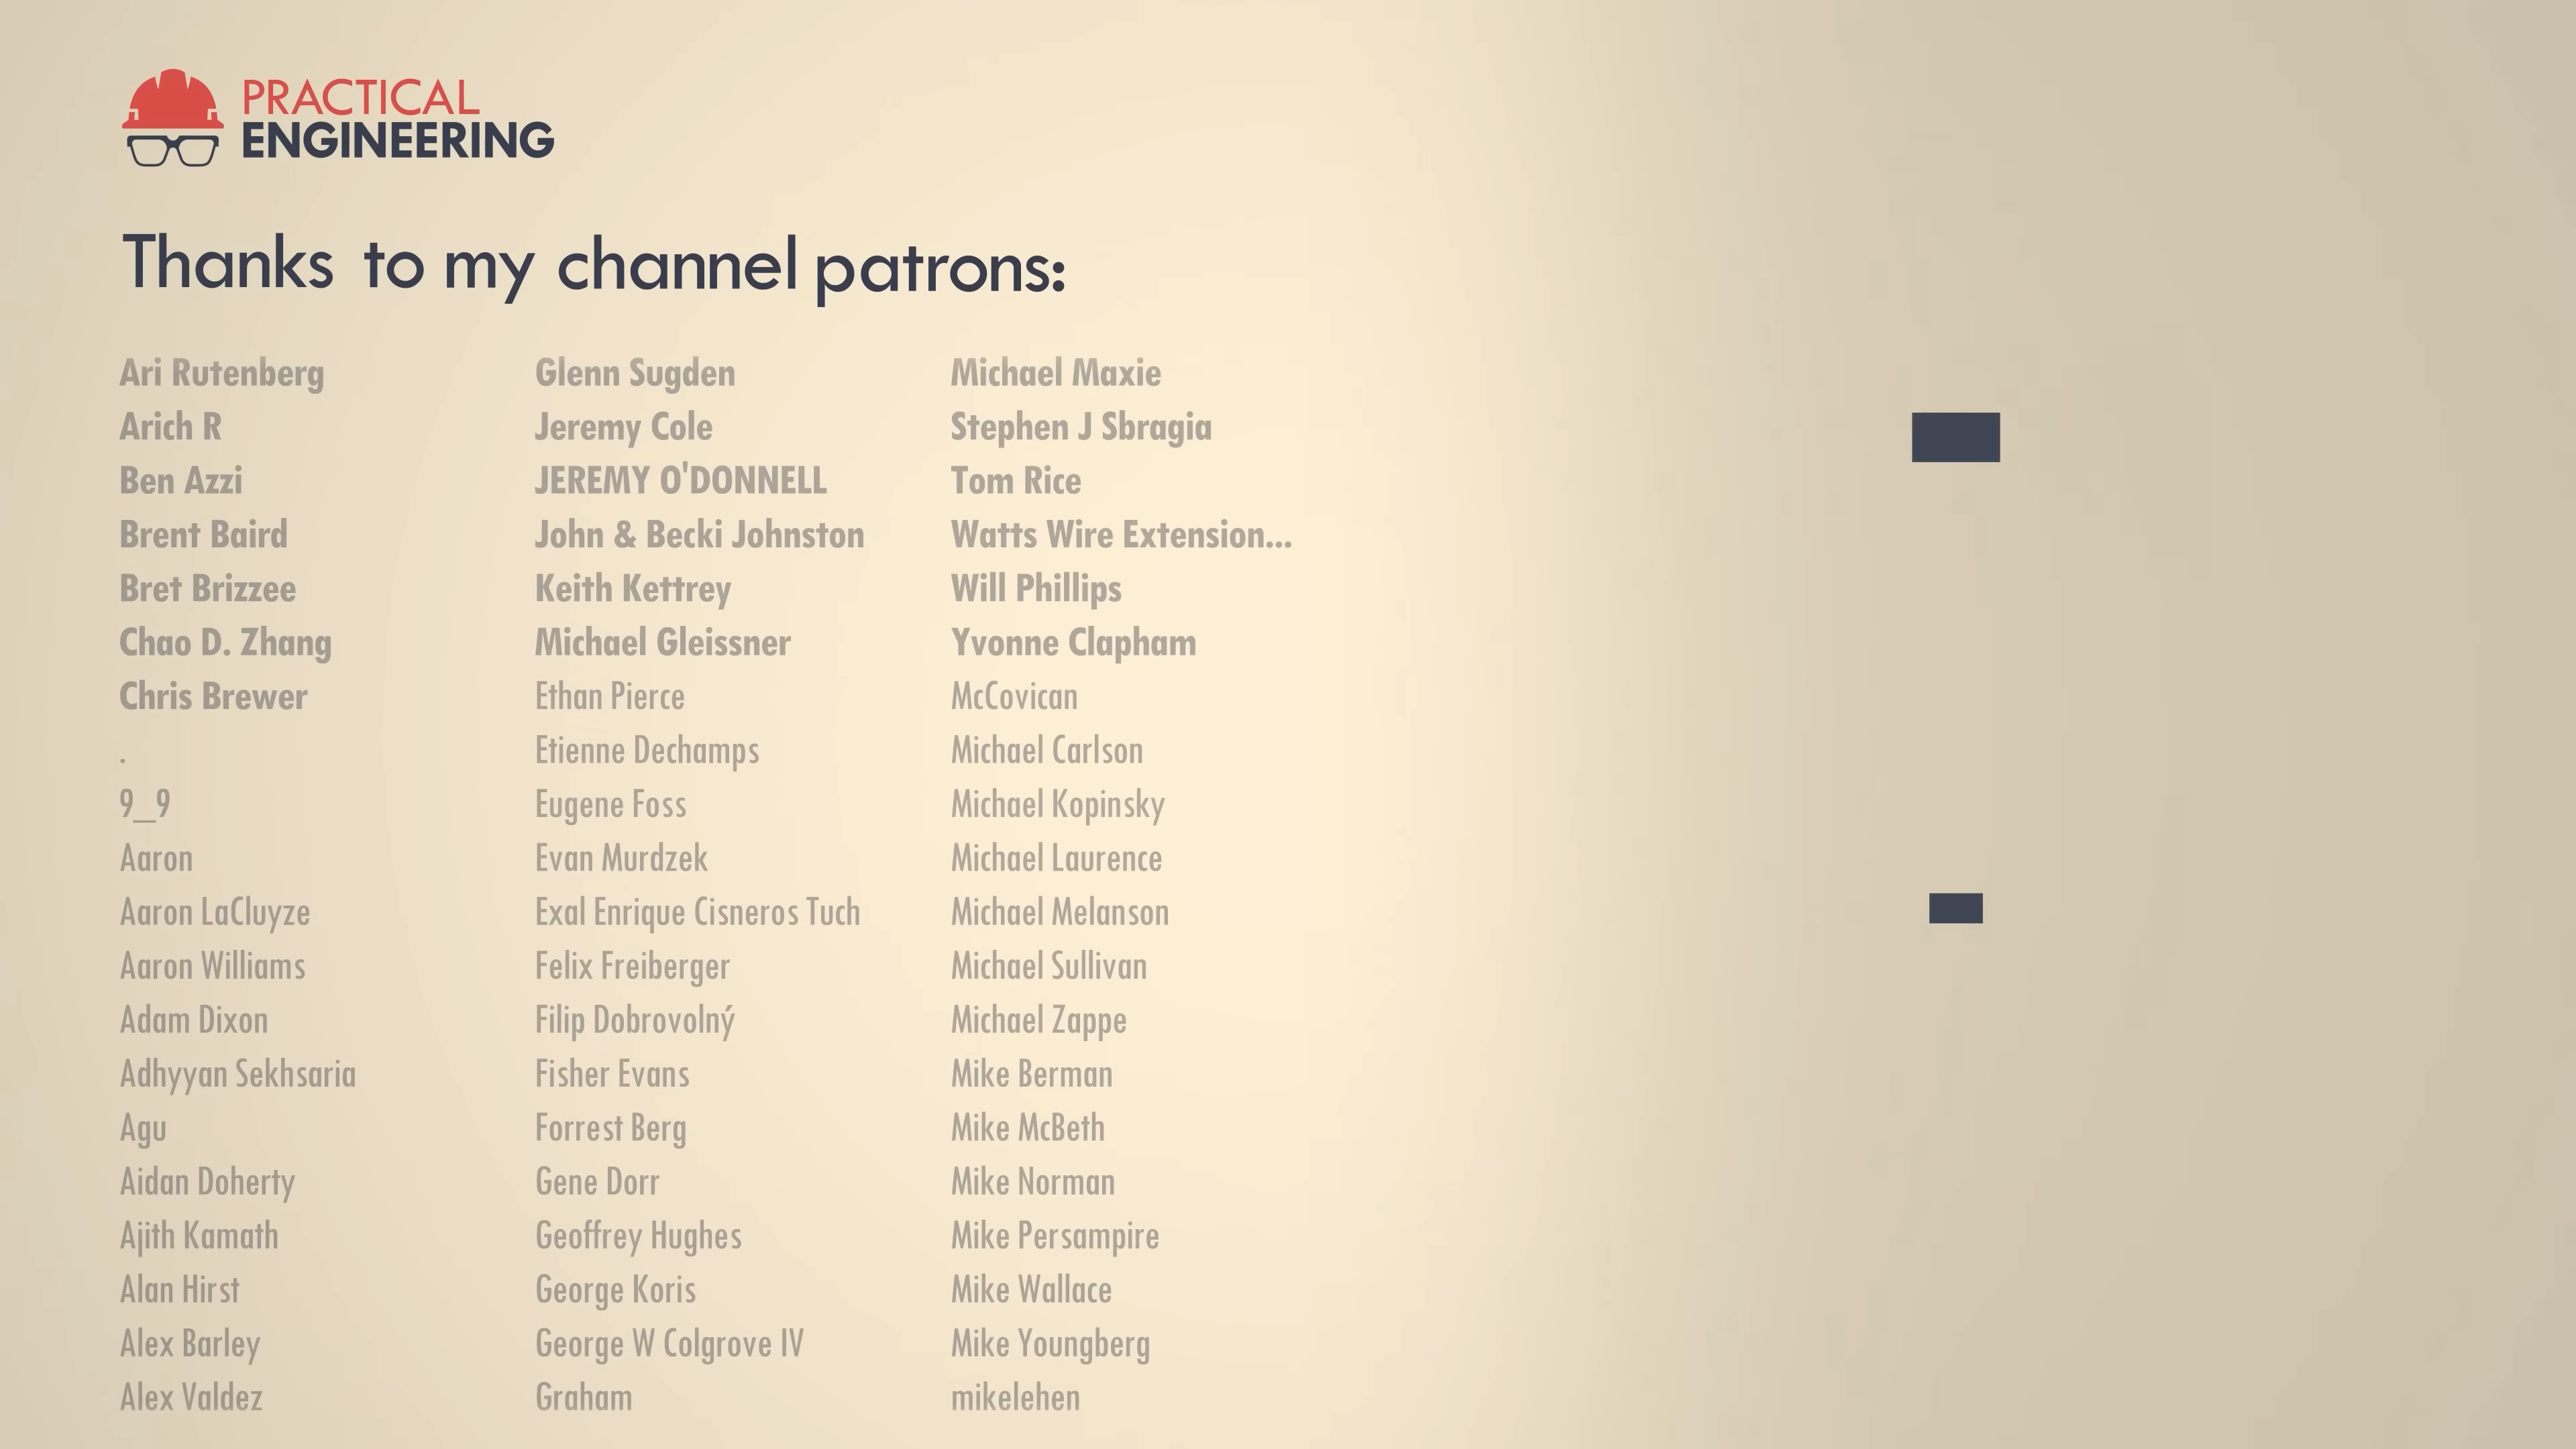 PRACTICAL
ENGINEERING
Thanks to my channel patrons:
Ari Rutenberg
Arich R
Ben Azzi
Brent Baird
Bret Brizzee
Chao D. Zhang
Chris Brewer
.
9_9
Aaron
Aaron LaCluyze
Aaron Williams
Adam Dixon
Adhyyan Sekhsaria
Agu
Aidan Doherty
Ajith Kamath
Alan Hirst
Alex Barley
Alex Valdez
Glenn Sugden
Jeremy Cole
JEREMY O'DONNELL
John & Becki Johnston
Keith Kettrey
Michael Gleissner
Ethan Pierce
Etienne Dechamps
Eugene Foss
Evan Murdzek
Exal Enrique Cisneros Tuch
Felix Freiberger
Filip Dobrovolný
Fisher Evans
Forrest Berg
Gene Dorr
Geoffrey Hughes
George Koris
George W Colgrove IV
Graham
Michael Maxie
Stephen J Sbragia
Tom Rice
Watts Wire Extension...
Will Phillips
Yvonne Clapham
McCovican
Michael Carlson
Michael Kopinsky
Michael Laurence
Michael Melanson
Michael Sullivan
Michael Zappe
Mike Berman
Mike McBeth
Mike Norman
Mike Persampire
Mike Wallace
Mike Youngberg
mikelehen